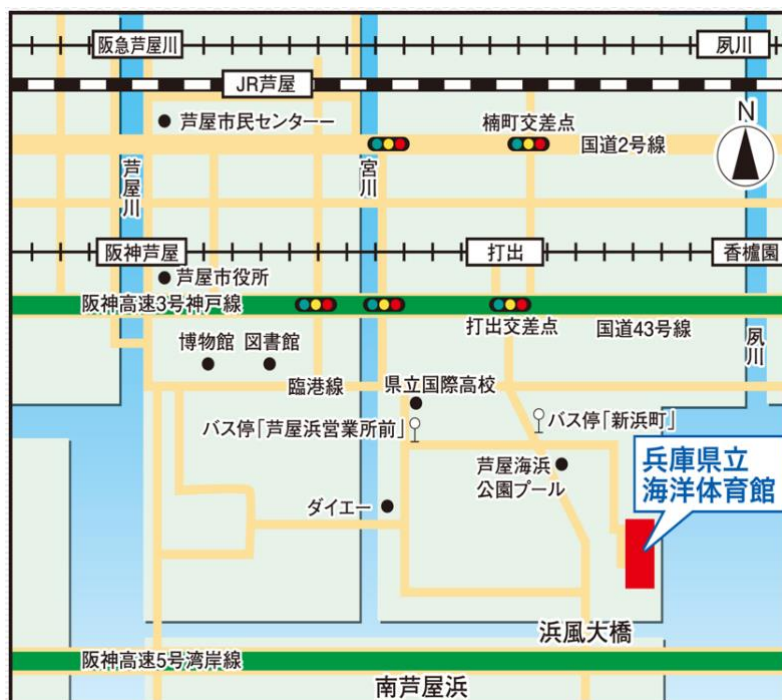 阪急芦屋川
夙川
JR芦屋
芦屋市民センターー
楠町交差点
国道2号線
N
芦屋川
宮川
阪神芦屋
打出
香櫨園
芦屋市役所
阪神高速3号神戸線
打出交差点
国道43号線
夙川
博物館
図書館
臨港線
県立国際高校
バス停「芦屋浜営業所前」
バス停「新浜町」
芦屋海浜
公園プール
兵庫県立
海洋体育館
ダイエー
浜風大橋
阪神高速5号湾岸線
南芦屋浜